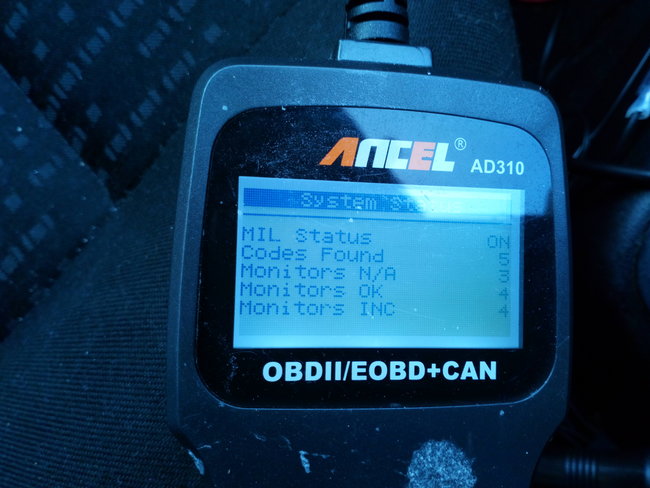 ANCEL®
AD310
System
MIL Status ON
Codes Found 5
Monitors N/A 3
Monitors OK 4
Monitors INC 4
OBDII/EOBD+CAN